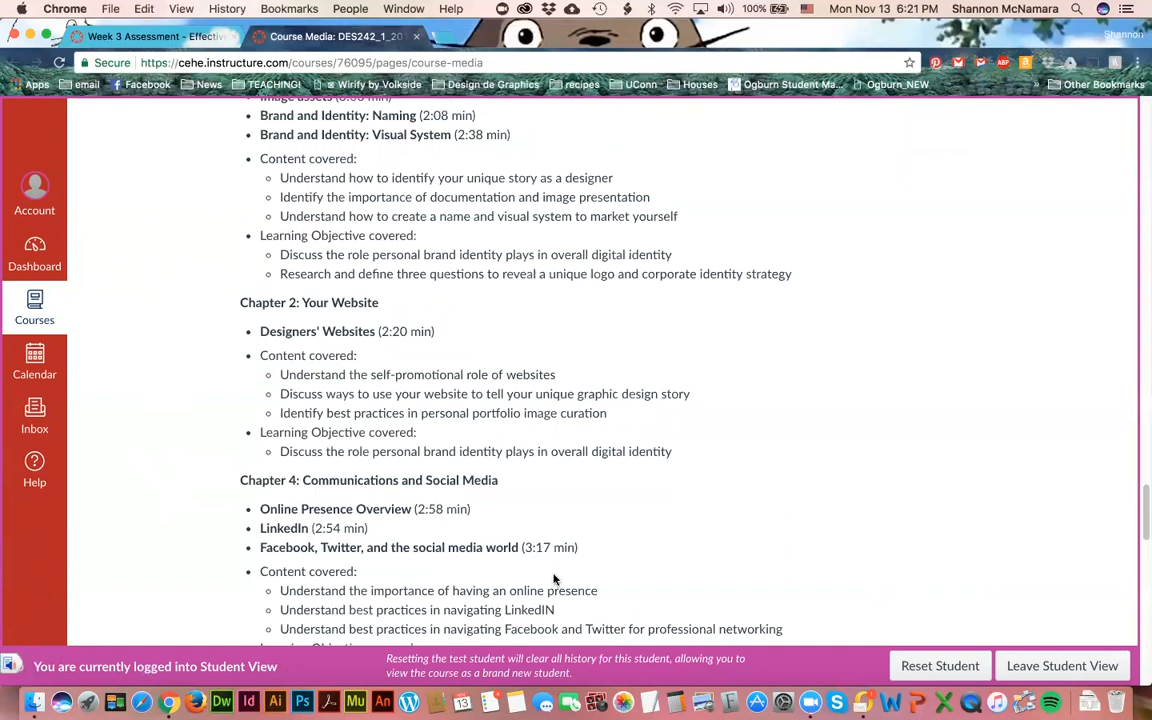 Chrome File Edit View History Bookmarks People Window Help 100% Mon Nov 13 6:21 PM Shannon McNamara
Week 3 Assessment - Effectiv Course Media: DES242_1_20 Shannon
Secure https://cehe.instructure.com/courses/76095/pages/course-media
Apps email Facebook News TEACHING! Wirify by Volkside Design de Graphics recipes UConn Houses Ogburn Student Ma... Ogburn_NEW Other Bookmarks
Brand and Identity: Naming (2:08 min)
Brand and Identity: Visual System (2:38 min)
Content covered:
Understand how to identify your unique story as a designer
Identify the importance of documentation and image presentation
Understand how to create a name and visual system to market yourself
Learning Objective covered:
Discuss the role personal brand identity plays in overall digital identity
Research and define three questions to reveal a unique logo and corporate identity strategy
Chapter 2: Your Website
Designers' Websites (2:20 min)
Content covered:
Understand the self-promotional role of websites
Discuss ways to use your website to tell your unique graphic design story
Identify best practices in personal portfolio image curation
Learning Objective covered:
Discuss the role personal brand identity plays in overall digital identity
Chapter 4: Communications and Social Media
Online Presence Overview (2:58 min)
LinkedIn (2:54 min)
Facebook, Twitter, and the social media world (3:17 min)
Content covered:
Understand the importance of having an online presence
Understand best practices in navigating LinkedIN
Understand best practices in navigating Facebook and Twitter for professional networking
Account
Dashboard
Courses
Calendar
Inbox
Help
You are currently logged into Student View
Resetting the test student will clear all history for this student, allowing you to
view the course as a brand new student.
Reset Student Leave Student View
Dw Id Ai Ps Mu An 13